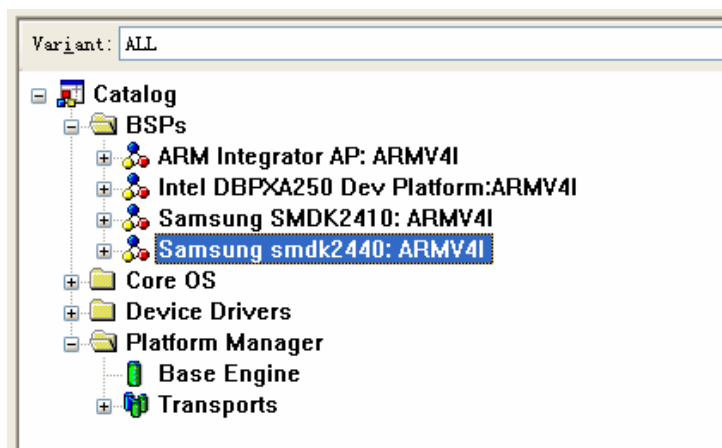 Variant: ALL
Catalog
BSPs
ARM Integrator AP: ARMV4I
Intel DBPXA250 Dev Platform:ARMV4I
Samsung SMDK2410: ARMV4I
Samsung smdk2440: ARMV4I
Core OS
Device Drivers
Platform Manager
Base Engine
Transports